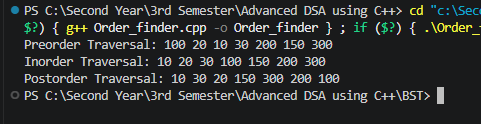 PS C:\Second Year\3rd Semester\Advanced DSA using C++> cd "c:\Sec
$?) { g++ Order_finder.cpp -o Order_finder } ; if ($?) { .\Order_
Preorder Traversal: 100 20 10 30 200 150 300
Inorder Traversal: 10 20 30 100 150 200 300
Postorder Traversal: 10 30 20 150 300 200 100
PS C:\Second Year\3rd Semester\Advanced DSA using C++\BST>